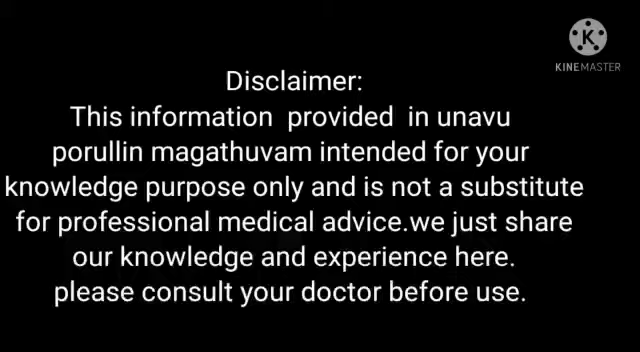 KINEMASTER
Disclaimer:
This information provided in unavu
porullin magathuvam intended for your
knowledge purpose only and is not a substitute
for professional medical advice.we just share
our knowledge and experience here.
please consult your doctor before use.